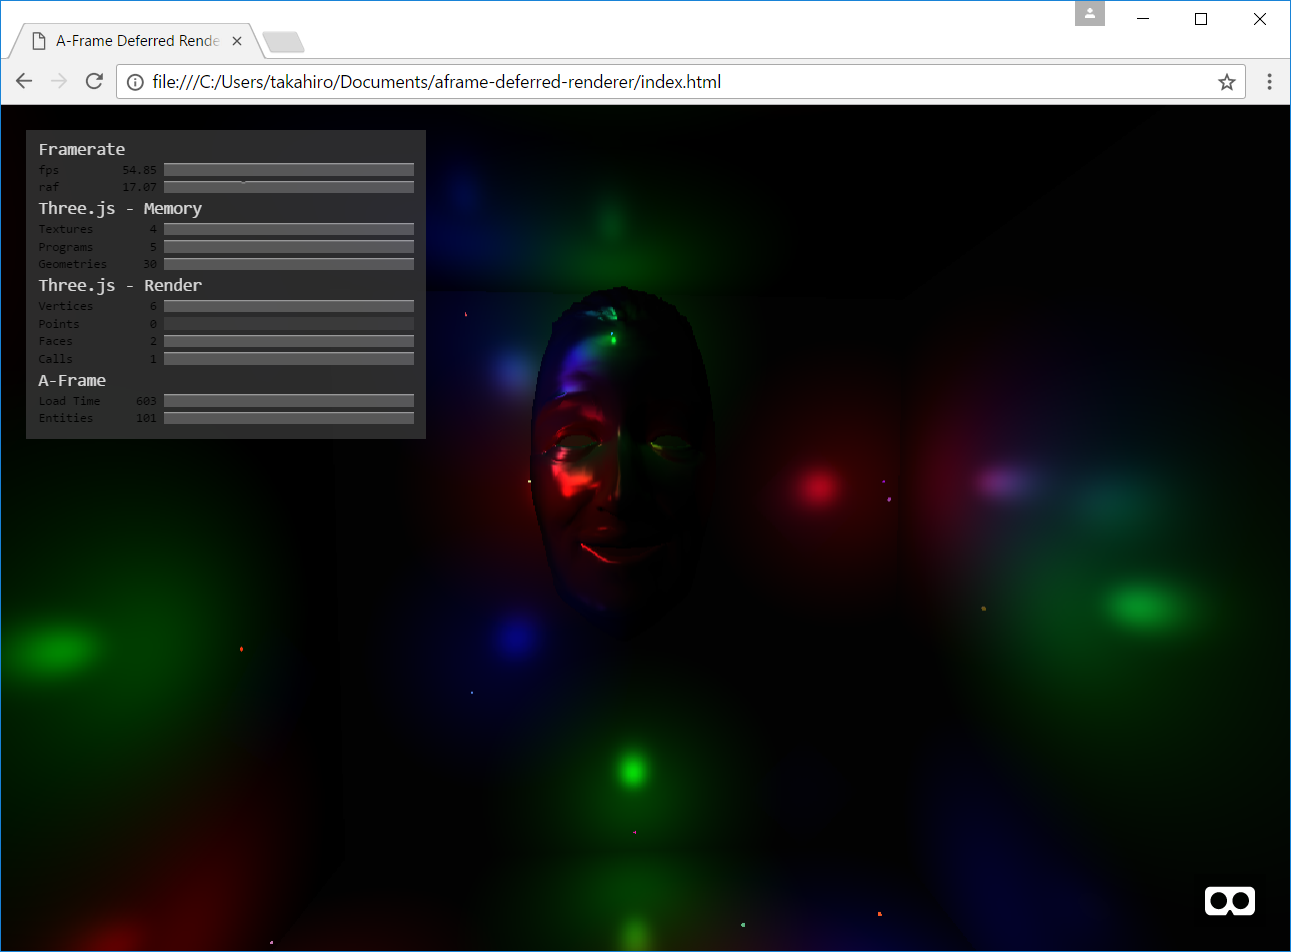 A-Frame Deferred Rende
file:///C:/Users/takahiro/Documents/aframe-deferred-renderer/index.html
Framerate
fps 54.85
raf 17.07
Three.js - Memory
Textures 4
Programs 5
Geometries 30
Three.js - Render
Vertices 6
Points 0
Faces 2
Calls 1
A-Frame
Load Time 603
Entities 101